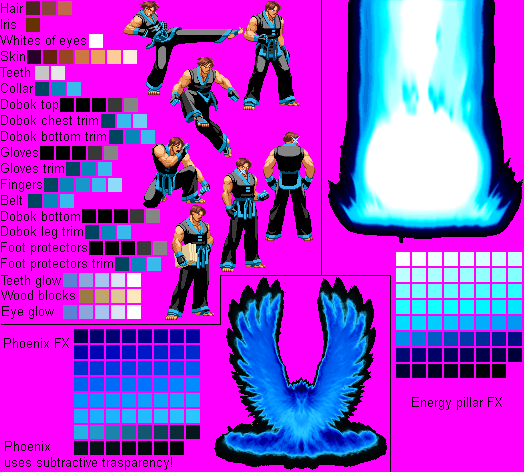 Hair
Iris
Whites of eyes
Skin
Teeth
Collar
Dobok top
Dobok chest trim
Dobok bottom trim
Gloves
Gloves trim
Fingers
Belt
Dobok bottom
Dobok leg trim
Foot protectors
Foot protectors trim
Teeth glow
Wood blocks
Eye glow
Phoenix FX
Phoenix
uses subtractive trasparency!
Energy pillar FX